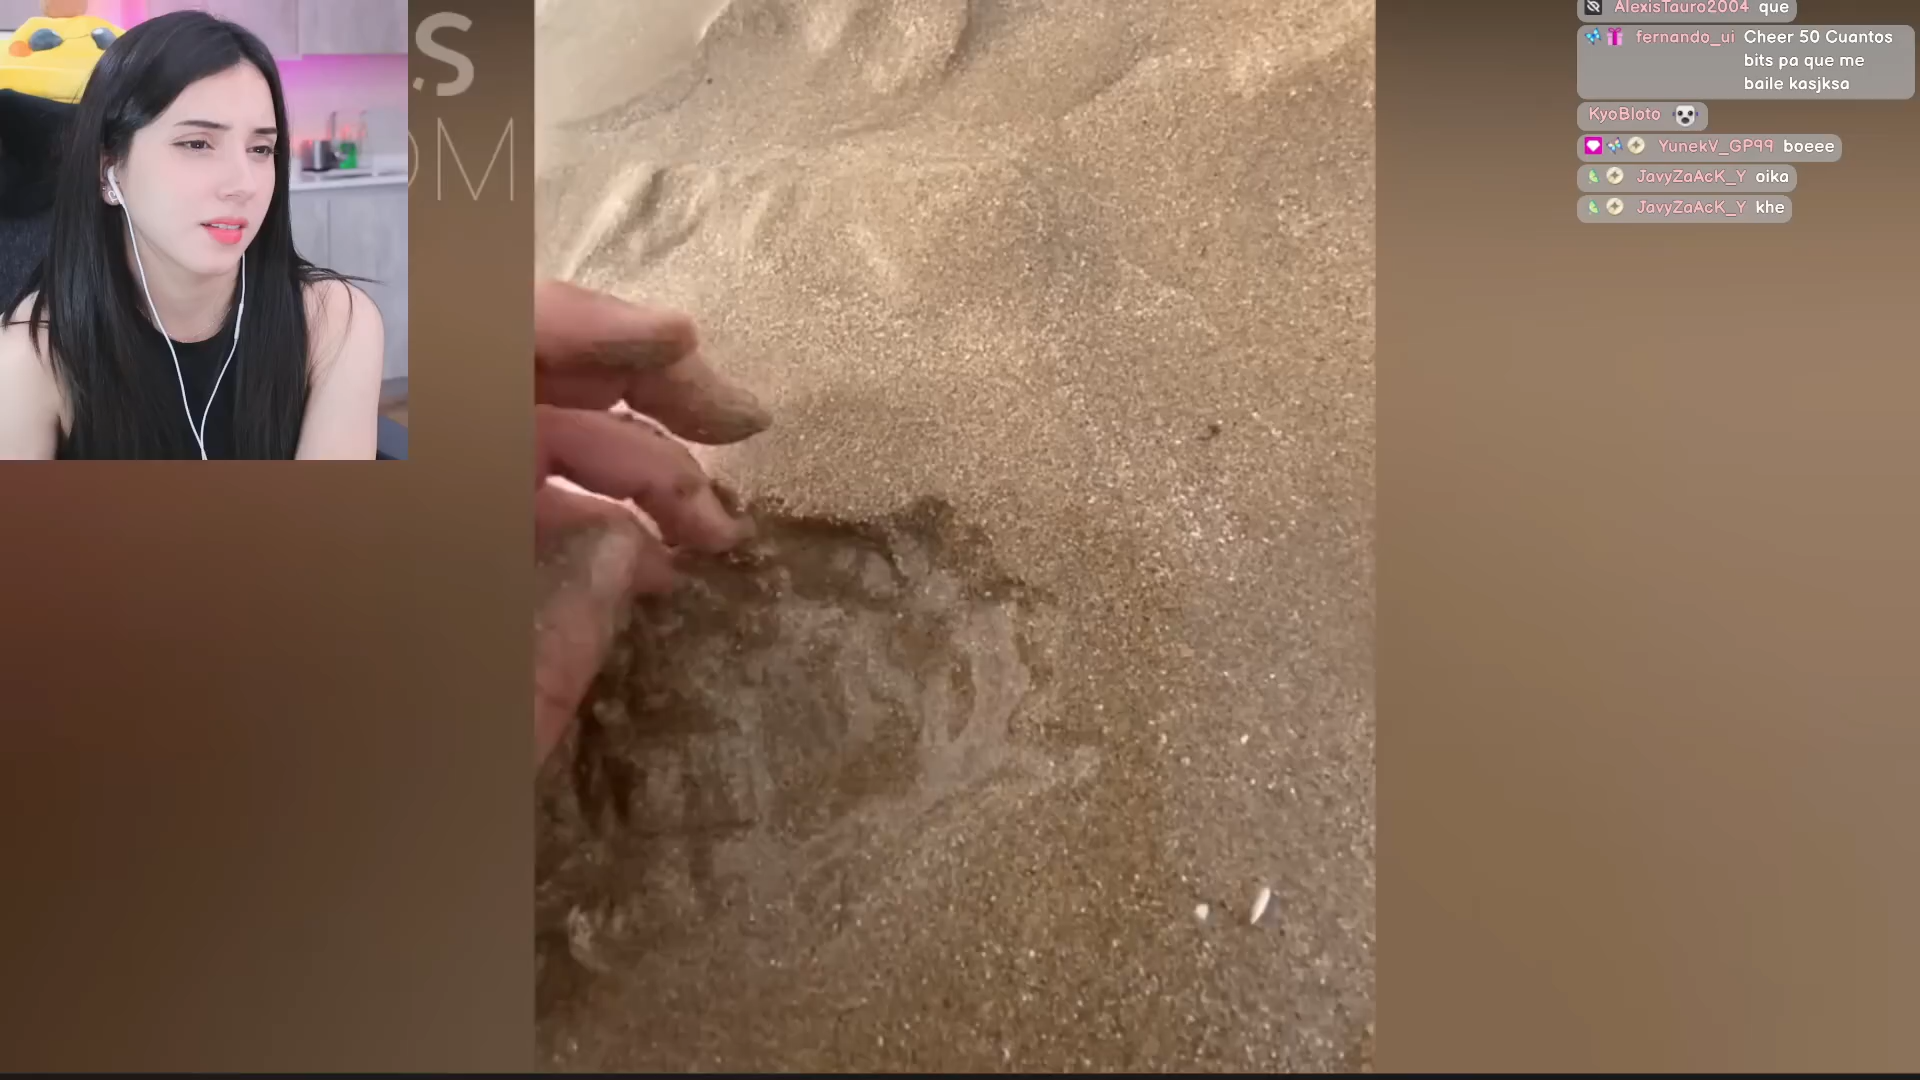 .S
OM
AlexisTauro2004 que
fernando_ui Cheer 50 Cuantos
bits pa que me
baile kasjksa
KyoBloto
YunekV_GP99 boeee
JavyZaAcK_Y oika
JavyZaAcK_Y khe